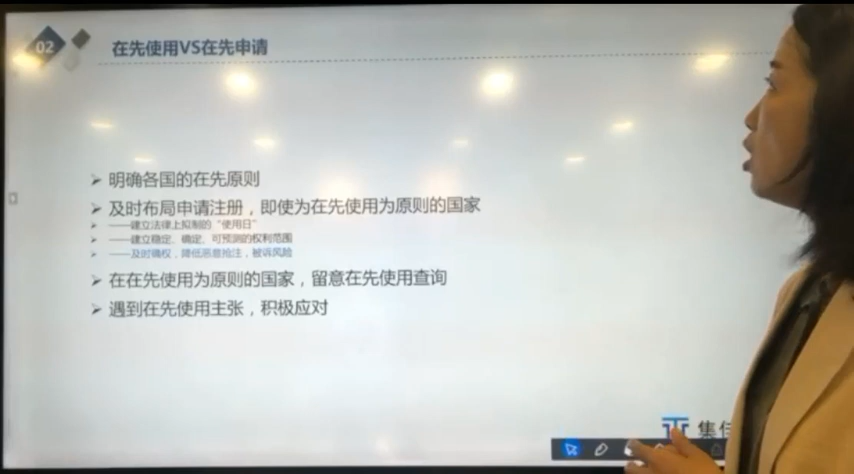 02
在先使用VS在先申请
明确各国的在先原则
及时布局申请注册，即使为在先使用为原则的国家
——建立法律上拟制的“使用日”
——建立稳定、确定、可预测的权利范围
——及时确权，降低恶意抢注，被诉风险
在在先使用为原则的国家，留意在先使用查询
遇到在先使用主张，积极应对
集佳